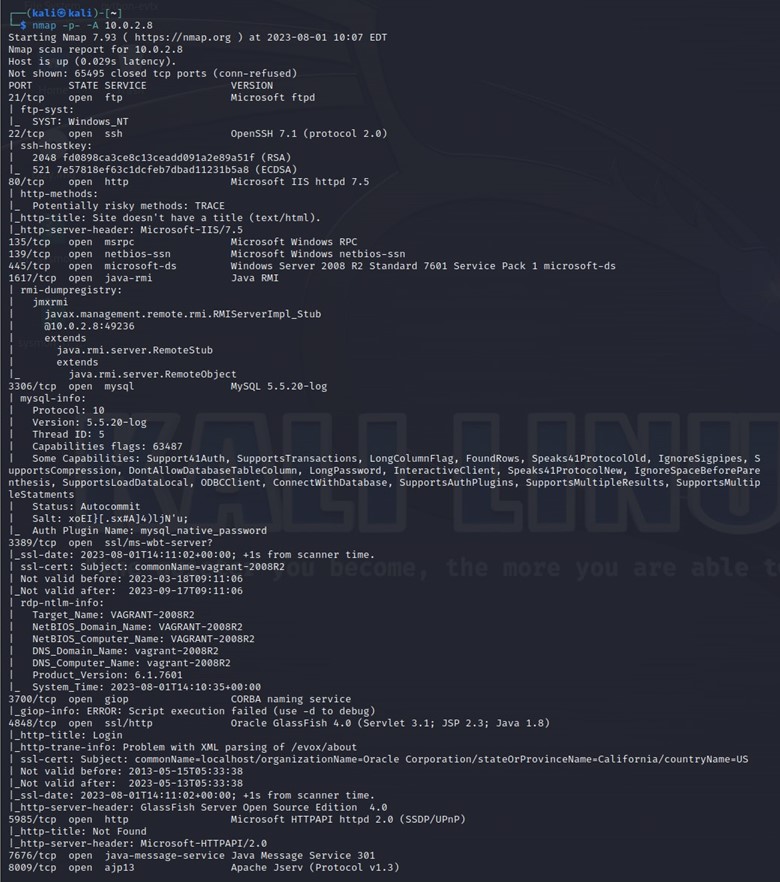 (kali㉿kali)-[~]
$ nmap -p- -A 10.0.2.8
Starting Nmap 7.93 ( https://nmap.org ) at 2023-08-01 10:07 EDT
Nmap scan report for 10.0.2.8
Host is up (0.029s latency).
Not shown: 65495 closed tcp ports (conn-refused)
PORT      STATE SERVICE            VERSION
21/tcp    open  ftp                Microsoft ftpd
| ftp-syst:
|_  SYST: Windows_NT
22/tcp    open  ssh                OpenSSH 7.1 (protocol 2.0)
| ssh-hostkey:
|   2048 fd0898ca3ce8c13ceadd091a2e89a51f (RSA)
|_  521 7e57818ef63c1dcfeb7dbad11231b5a8 (ECDSA)
80/tcp    open  http               Microsoft IIS httpd 7.5
| http-methods:
|_  Potentially risky methods: TRACE
|_http-title: Site doesn't have a title (text/html).
|_http-server-header: Microsoft-IIS/7.5
135/tcp   open  msrpc              Microsoft Windows RPC
139/tcp   open  netbios-ssn        Microsoft Windows netbios-ssn
445/tcp   open  microsoft-ds       Windows Server 2008 R2 Standard 7601 Service Pack 1 microsoft-ds
1617/tcp  open  java-rmi           Java RMI
| rmi-dumpregistry:
|   jmxrmi
|     javax.management.remote.rmi.RMIServerImpl_Stub
|     @10.0.2.8:49236
|     extends
|       java.rmi.server.RemoteStub
|       extends
|_        java.rmi.server.RemoteObject
3306/tcp  open  mysql              MySQL 5.5.20-log
| mysql-info:
|   Protocol: 10
|   Version: 5.5.20-log
|   Thread ID: 5
|   Capabilities flags: 63487
|   Some Capabilities: Support41Auth, SupportsTransactions, LongColumnFlag, FoundRows, Speaks41ProtocolOld, IgnoreSigpipes, S
upportsCompression, DontAllowDatabaseTableColumn, LongPassword, InteractiveClient, Speaks41ProtocolNew, IgnoreSpaceBeforePare
nthesis, SupportsLoadDataLocal, ODBCClient, ConnectWithDatabase, SupportsAuthPlugins, SupportsMultipleResults, SupportsMultip
leStatments
|   Status: Autocommit
|   Salt: xoEI}[.sx#A]4)ljN'u;
|_  Auth Plugin Name: mysql_native_password
3389/tcp  open  ssl/ms-wbt-server?
|_ssl-date: 2023-08-01T14:11:02+00:00; +1s from scanner time.
| ssl-cert: Subject: commonName=vagrant-2008R2
| Not valid before: 2023-03-18T09:11:06
|_Not valid after:  2023-09-17T09:11:06
| rdp-ntlm-info:
|   Target_Name: VAGRANT-2008R2
|   NetBIOS_Domain_Name: VAGRANT-2008R2
|   NetBIOS_Computer_Name: VAGRANT-2008R2
|   DNS_Domain_Name: vagrant-2008R2
|   DNS_Computer_Name: vagrant-2008R2
|   Product_Version: 6.1.7601
|_  System_Time: 2023-08-01T14:10:35+00:00
3700/tcp  open  giop               CORBA naming service
|_giop-info: ERROR: Script execution failed (use -d to debug)
4848/tcp  open  ssl/http           Oracle GlassFish 4.0 (Servlet 3.1; JSP 2.3; Java 1.8)
|_http-title: Login
|_http-trane-info: Problem with XML parsing of /evox/about
| ssl-cert: Subject: commonName=localhost/organizationName=Oracle Corporation/stateOrProvinceName=California/countryName=US
| Not valid before: 2013-05-15T05:33:38
|_Not valid after:  2023-05-13T05:33:38
|_ssl-date: 2023-08-01T14:11:02+00:00; +1s from scanner time.
|_http-server-header: GlassFish Server Open Source Edition  4.0
5985/tcp  open  http               Microsoft HTTPAPI httpd 2.0 (SSDP/UPnP)
|_http-title: Not Found
|_http-server-header: Microsoft-HTTPAPI/2.0
7676/tcp  open  java-message-service Java Message Service 301
8009/tcp  open  ajp13              Apache Jserv (Protocol v1.3)
KALI LINU
you become, the more you are able t